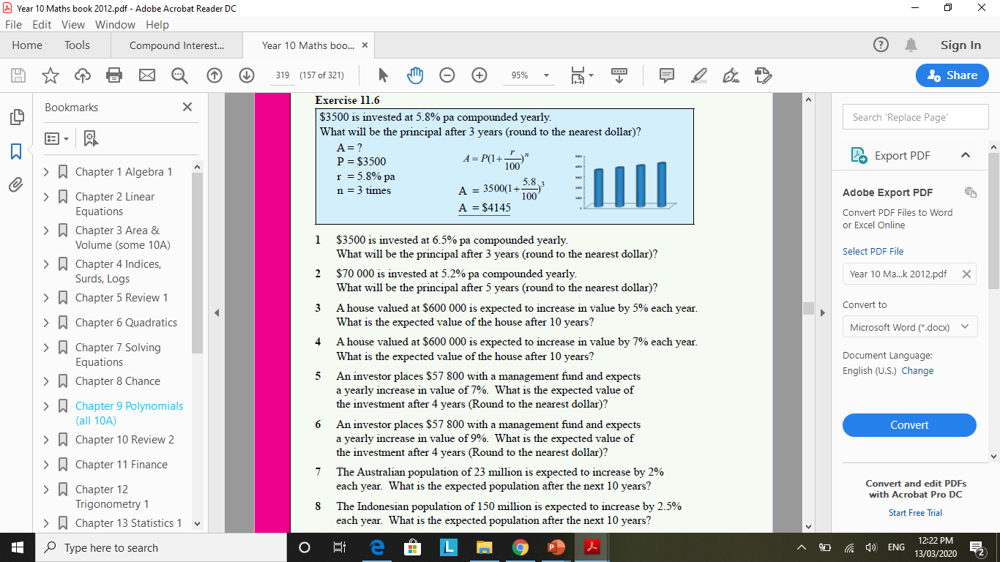 Year 10 Maths book 2012.pdf - Adobe Acrobat Reader DC
File Edit View Window Help
Home Tools Compound Interest... Year 10 Maths boo... ×
? Sign In
319 (157 of 321) 95% Share
Bookmarks
Chapter 1 Algebra 1
Chapter 2 Linear
Equations
Chapter 3 Area &
Volume (some 10A)
Chapter 4 Indices,
Surds, Logs
Chapter 5 Review 1
Chapter 6 Quadratics
Chapter 7 Solving
Equations
Chapter 8 Chance
Chapter 9 Polynomials
(all 10A)
Chapter 10 Review 2
Chapter 11 Finance
Chapter 12
Trigonometry 1
Chapter 13 Statistics 1
Exercise 11.6
$3500 is invested at 5.8% pa compounded yearly.
What will be the principal after 3 years (round to the nearest dollar)?
A = ?
P = $3500
r = 5.8% pa
n = 3 times
A = P(1+r/100)^n
A = 3500(1+5.8/100)^3
A = $4145
5000
4000
3000
2000
1000
0
1 $3500 is invested at 6.5% pa compounded yearly.
What will be the principal after 3 years (round to the nearest dollar)?
2 $70 000 is invested at 5.2% pa compounded yearly.
What will be the principal after 5 years (round to the nearest dollar)?
3 A house valued at $600 000 is expected to increase in value by 5% each year.
What is the expected value of the house after 10 years?
4 A house valued at $600 000 is expected to increase in value by 7% each year.
What is the expected value of the house after 10 years?
5 An investor places $57 800 with a management fund and expects
a yearly increase in value of 7%. What is the expected value of
the investment after 4 years (Round to the nearest dollar)?
6 An investor places $57 800 with a management fund and expects
a yearly increase in value of 9%. What is the expected value of
the investment after 4 years (Round to the nearest dollar)?
7 The Australian population of 23 million is expected to increase by 2%
each year. What is the expected population after the next 10 years?
8 The Indonesian population of 150 million is expected to increase by 2.5%
each year. What is the expected population after the next 10 years?
Search 'Replace Page'
Export PDF
Adobe Export PDF
Convert PDF Files to Word
or Excel Online
Select PDF File
Year 10 Ma...k 2012.pdf
Convert to
Microsoft Word (*.docx)
Document Language:
English (U.S.) Change
Convert
Convert and edit PDFs
with Acrobat Pro DC
Start Free Trial
Type here to search
L
ENG
12:22 PM
13/03/2020
2